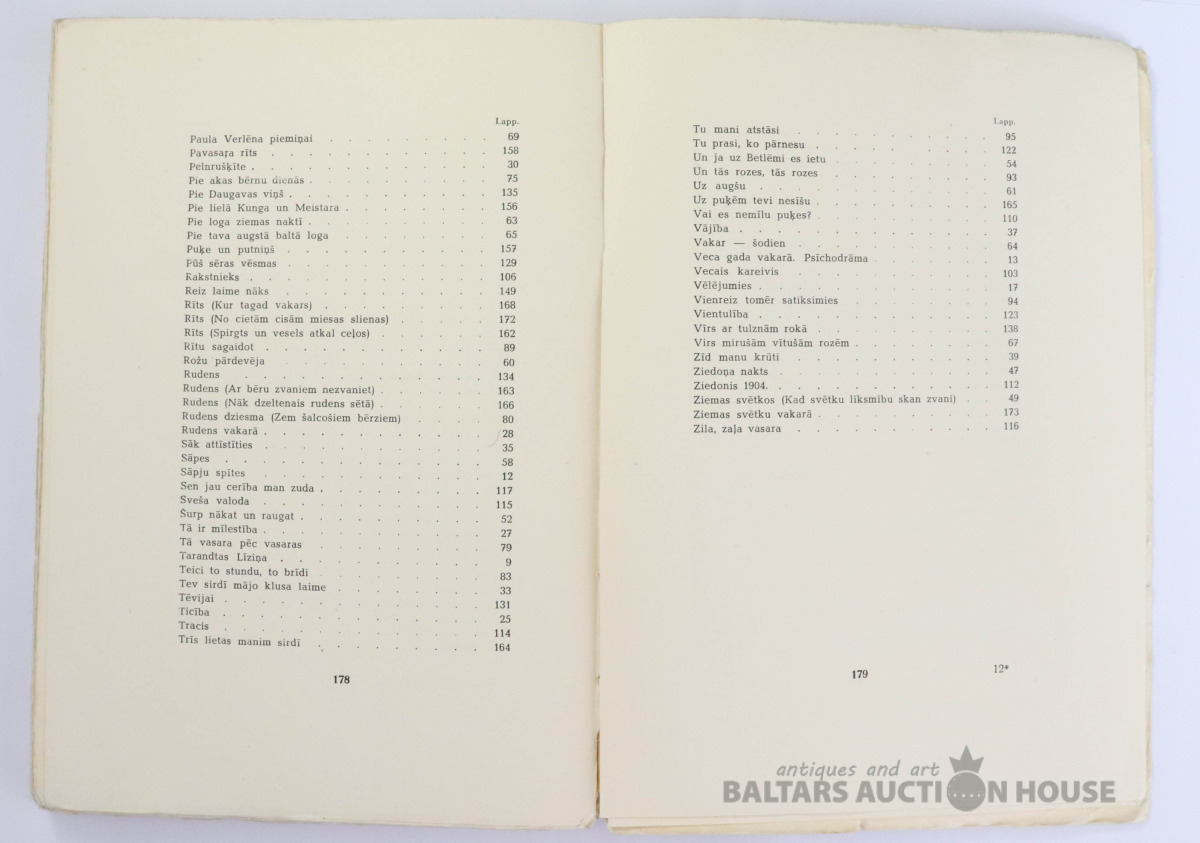 Lapp.
Paula Verlēna piemiņai . . . . . . . . . 69
Pavasaŗa rīts . . . . . . . . . . . 158
Pelnrušķīte . . . . . . . . . . . . 30
Pie akas bērnu dienās . . . . . . . . . 75
Pie Daugavas viņš . . . . . . . . . . 135
Pie lielā Kunga un Meistara . . . . . . . 156
Pie loga ziemas naktī . . . . . . . . . 63
Pie tava augstā baltā loga . . . . . . . 65
Puķe un putniņš . . . . . . . . . . 157
Pūš sēras vēsmas . . . . . . . . . . 129
Rakstnieks . . . . . . . . . . . . 106
Reiz laime nāks . . . . . . . . . . 149
Rīts (Kur tagad vakars) . . . . . . . . 168
Rīts (No cietām cisām miesas slienas) . . . . 172
Rīts (Spirgts un vesels atkal ceļos) . . . . . 162
Rītu sagaidot . . . . . . . . . . . 89
Rožu pārdevēja . . . . . . . . . . . 60
Rudens . . . . . . . . . . . . 134
Rudens (Ar bēru zvaniem nezvaniet) . . . . . 163
Rudens (Nāk dzeltenais rudens sētā) . . . . . 166
Rudens dziesma (Zem šalcošiem bērziem) . . . . 80
Rudens vakarā . . . . . . . . . . . 28
Sāk attīstīties . . . . . . . . . . . 35
Sāpes . . . . . . . . . . . . . 58
Sāpju spītes . . . . . . . . . . . 12
Sen jau cerība man zuda . . . . . . . . 117
Sveša valoda . . . . . . . . . . . 115
Šurp nākat un raugat . . . . . . . . . 52
Tā ir mīlestība . . . . . . . . . . . 27
Tā vasara pēc vasaras . . . . . . . . . 79
Tarandtas Līziņa . . . . . . . . . . 9
Teici to stundu, to brīdi . . . . . . . . 83
Tev sirdī mājo klusa laime . . . . . . . 33
Tēvijai . . . . . . . . . . . . . 131
Ticība . . . . . . . . . . . . . 25
Tracis . . . . . . . . . . . . . 114
Trīs lietas manim sirdī . . . . . . . . 164
178
Lapp.
Tu mani atstāsi . . . . . . . . . . 95
Tu prasi, ko pārnesu . . . . . . . . . 122
Un ja uz Betlēmi es ietu . . . . . . . . 54
Un tās rozes, tās rozes . . . . . . . . 93
Uz augšu . . . . . . . . . . . . 61
Uz puķēm tevi nesīšu . . . . . . . . . 165
Vai es nemīlu puķes? . . . . . . . . . 110
Vājība . . . . . . . . . . . . . 37
Vakar — šodien . . . . . . . . . . 64
Veca gada vakarā. Psīchodrāma . . . . . . 13
Vecais kareivis . . . . . . . . . . 103
Vēlējumies . . . . . . . . . . . . 17
Vienreiz tomēr satiksimies . . . . . . . 94
Vientulība . . . . . . . . . . . . 123
Vīrs ar tulznām rokā . . . . . . . . . 138
Virs mirušām vītušām rozēm . . . . . . . 67
Zīd manu krūti . . . . . . . . . . 39
Ziedoņa nakts . . . . . . . . . . . 47
Ziedonis 1904. . . . . . . . . . . . 112
Ziemas svētkos (Kad svētku līksmību skan zvani) . . 49
Ziemas svētku vakarā . . . . . . . . . 173
Zila, zaļa vasara . . . . . . . . . . 116
179
12*
antiques and art
BALTARS AUCTION HOUSE